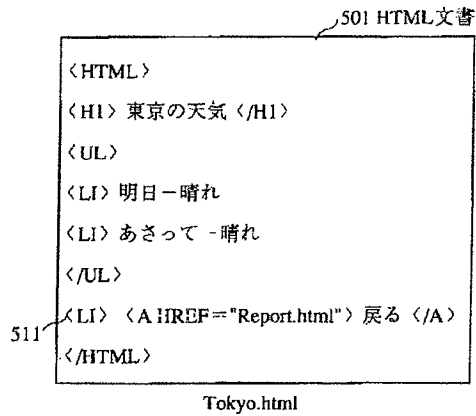 501 HTML文書
〈HTML〉
〈H1〉東京の天気〈/H1〉
〈UL〉
〈LI〉明日－晴れ
〈LI〉あさって -晴れ
〈/UL〉
511 〈LI〉〈A HREF＝"Report.html"〉戻る〈/A〉
〈/HTML〉
Tokyo.html